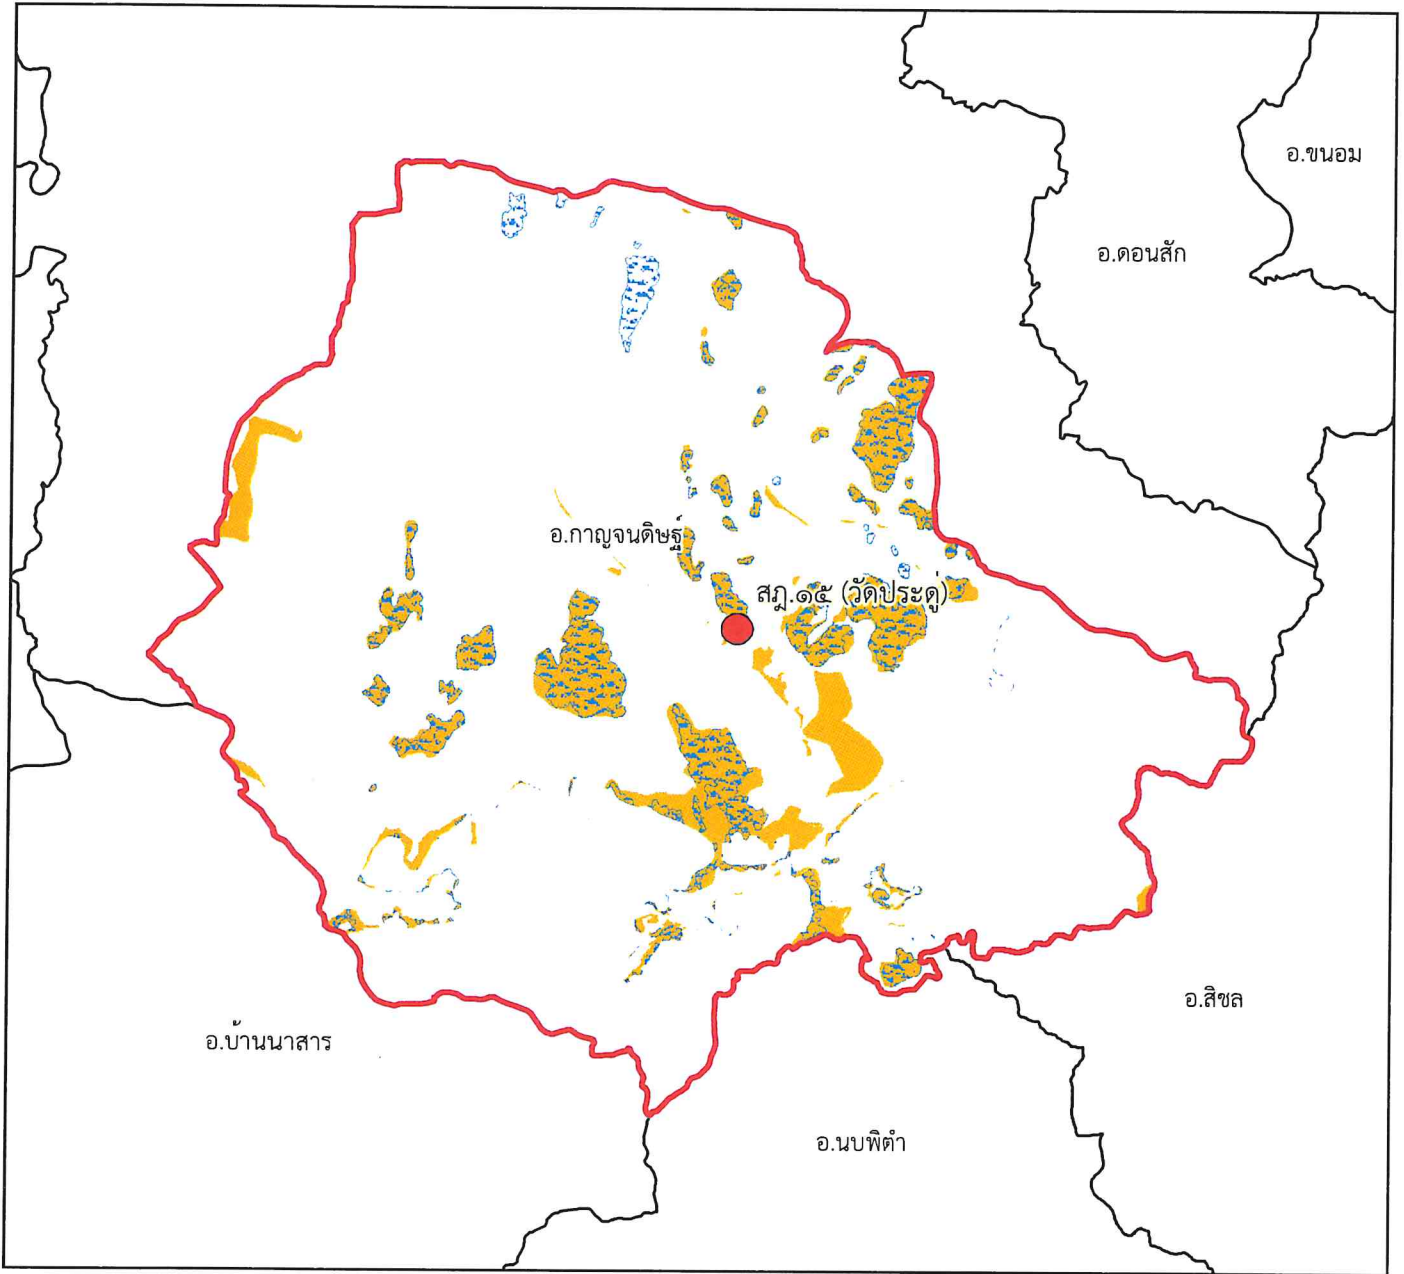 อ.ขนอม
อ.ดอนสัก
อ.กาญจนดิษฐ์
สฎ.๑๕ (วัดประดู่)
อ.สิชล
อ.บ้านนาสาร
อ.นบพิตำ